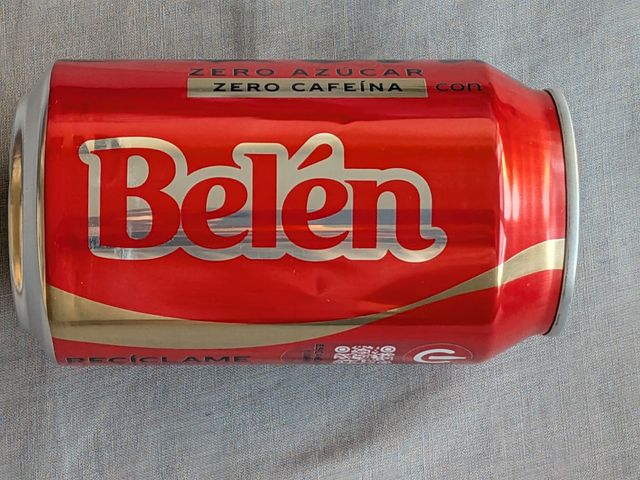 ZERO AZÚCAR
ZERO CAFEÍNA con
Belén
RECÍCLAME